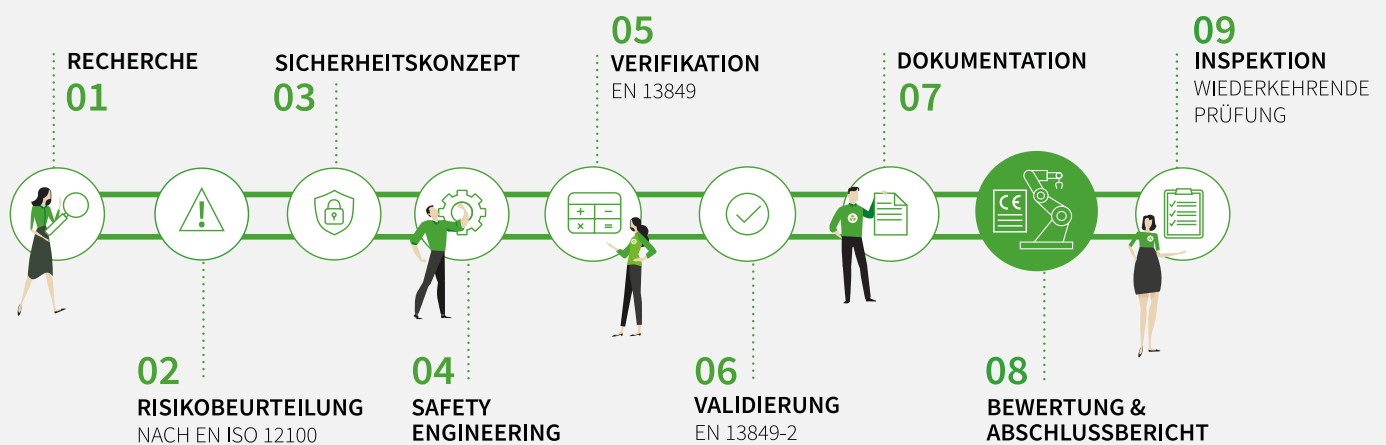 RECHERCHE
01
02
RISIKOBEURTEILUNG
NACH EN ISO 12100
SICHERHEITSKONZEPT
03
04
SAFETY
ENGINEERING
05
VERIFIKATION
EN 13849
06
VALIDIERUNG
EN 13849-2
DOKUMENTATION
07
CE
08
BEWERTUNG &
ABSCHLUSSBERICHT
09
INSPEKTION
WIEDERKEHRENDE
PRÜFUNG